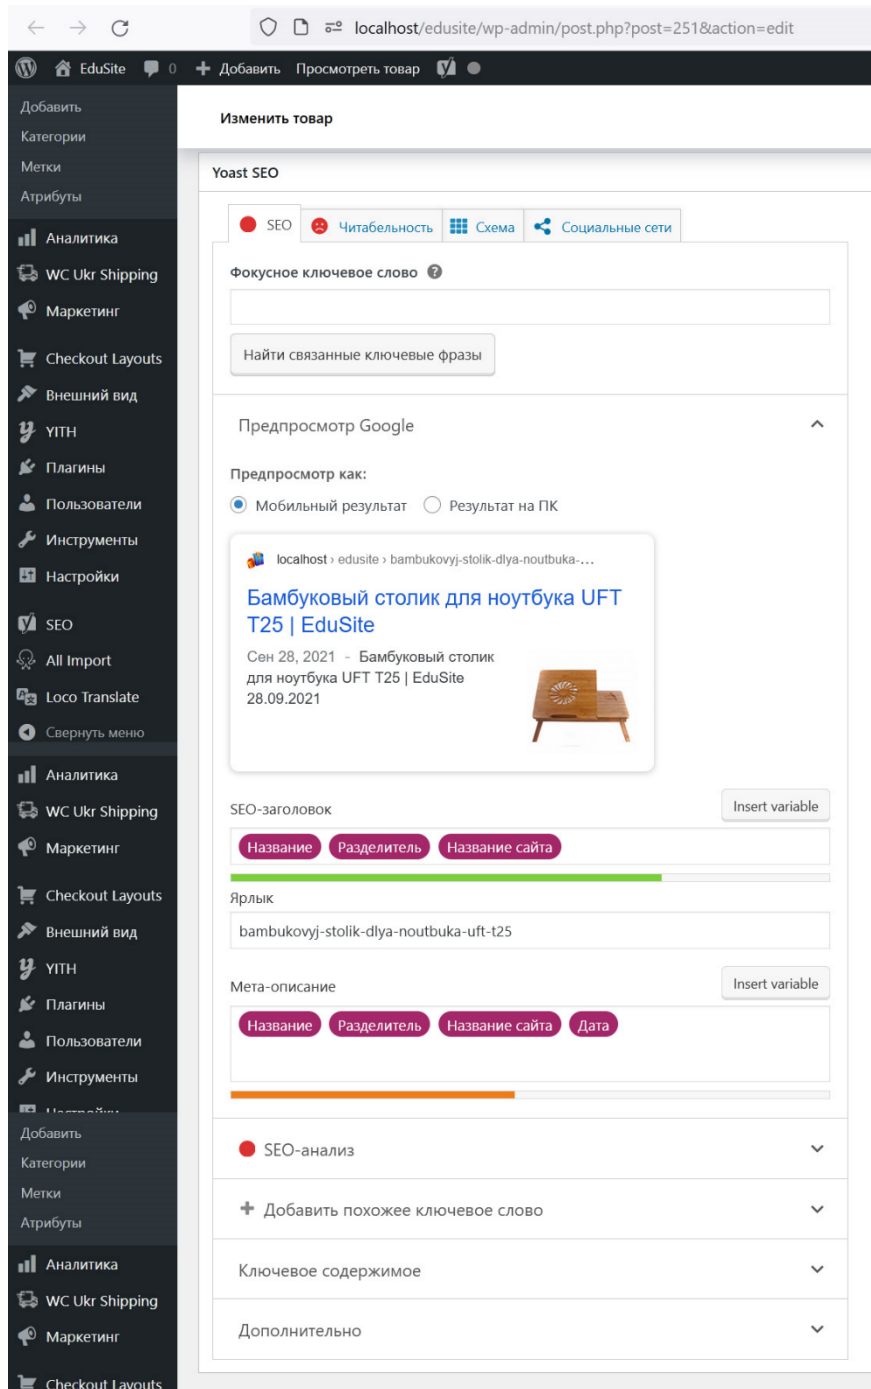 localhost/edusite/wp-admin/post.php?post=251&action=edit
EduSite 0 Добавить Просмотреть товар
Добавить
Категории
Метки
Атрибуты
Аналитика
WC Ukr Shipping
Маркетинг
Checkout Layouts
Внешний вид
YITH
Плагины
Пользователи
Инструменты
Настройки
SEO
All Import
Loco Translate
Свернуть меню
Аналитика
WC Ukr Shipping
Маркетинг
Checkout Layouts
Внешний вид
YITH
Плагины
Пользователи
Инструменты
Настройки
Добавить
Категории
Метки
Атрибуты
Аналитика
WC Ukr Shipping
Маркетинг
Checkout Layouts
Изменить товар
Yoast SEO
SEO Читабельность Схема Социальные сети
Фокусное ключевое слово
Найти связанные ключевые фразы
Предпросмотр Google
Предпросмотр как:
Мобильный результат Результат на ПК
localhost › edusite › bambukovyj-stolik-dlya-noutbuka-…
Бамбуковый столик для ноутбука UFT
T25 | EduSite
Сен 28, 2021 - Бамбуковый столик
для ноутбука UFT T25 | EduSite
28.09.2021
SEO-заголовок Insert variable
Название Разделитель Название сайта
Ярлык
bambukovyj-stolik-dlya-noutbuka-uft-t25
Мета-описание Insert variable
Название Разделитель Название сайта Дата
SEO-анализ
Добавить похожее ключевое слово
Ключевое содержимое
Дополнительно